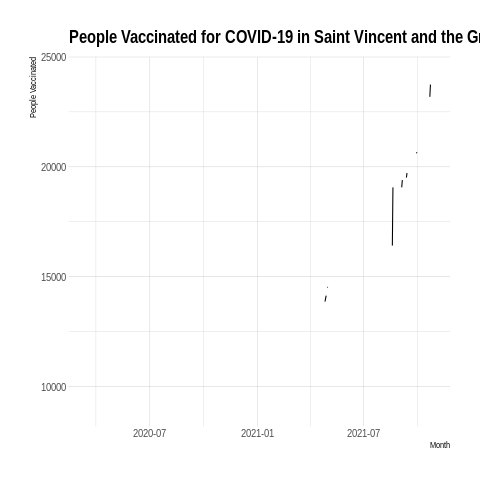 People Vaccinated for COVID-19 in Saint Vincent and the Gr
People Vaccinated
25000
20000
15000
10000
2020-07 2021-01 2021-07
Month